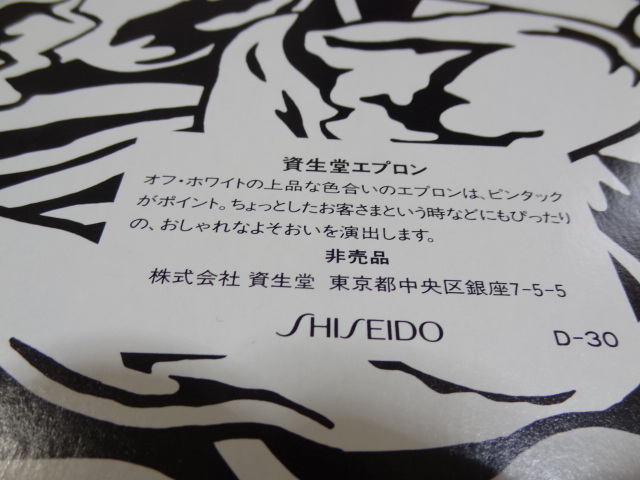 資生堂エプロン
オフ・ホワイトの上品な色合いのエプロンは、ピンタック
がポイント。ちょっとしたお客さまという時などにもぴったり
の、おしゃれなよそおいを演出します。
非売品
株式会社 資生堂 東京都中央区銀座7-5-5
SHISEIDO D-30